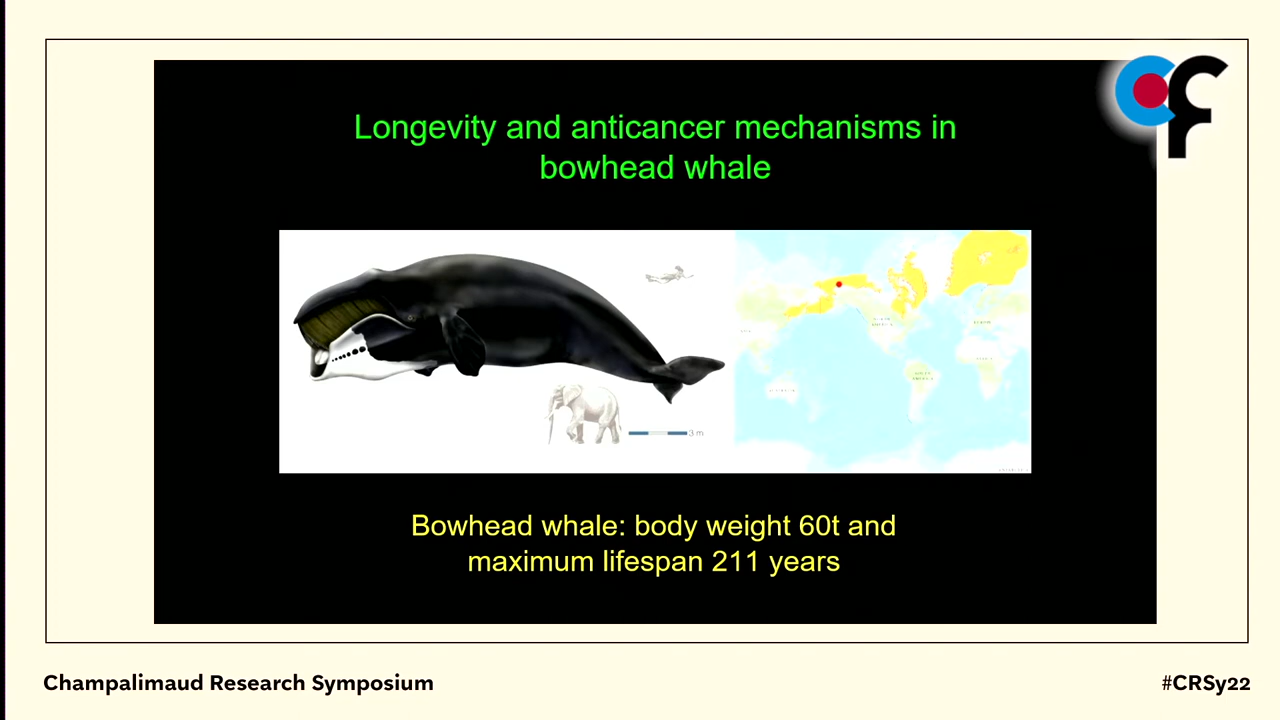 Longevity and anticancer mechanisms in
bowhead whale
3 m
Bowhead whale: body weight 60t and
maximum lifespan 211 years
Champalimaud Research Symposium
#CRSy22